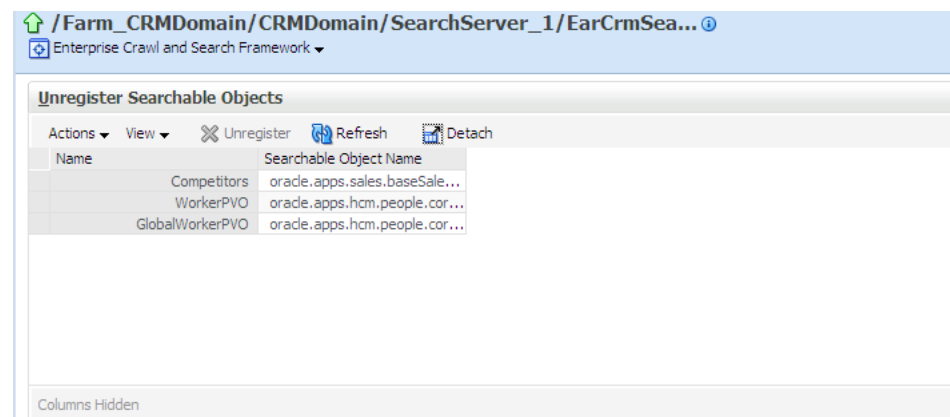 /Farm_CRMDomain/CRMDomain/SearchServer_1/EarCrmSea...
Enterprise Crawl and Search Framework
Unregister Searchable Objects
Actions View Unregister Refresh Detach
Name Searchable Object Name
Competitors oracle.apps.sales.baseSale...
WorkerPVO oracle.apps.hcm.people.cor...
GlobalWorkerPVO oracle.apps.hcm.people.cor...
Columns Hidden